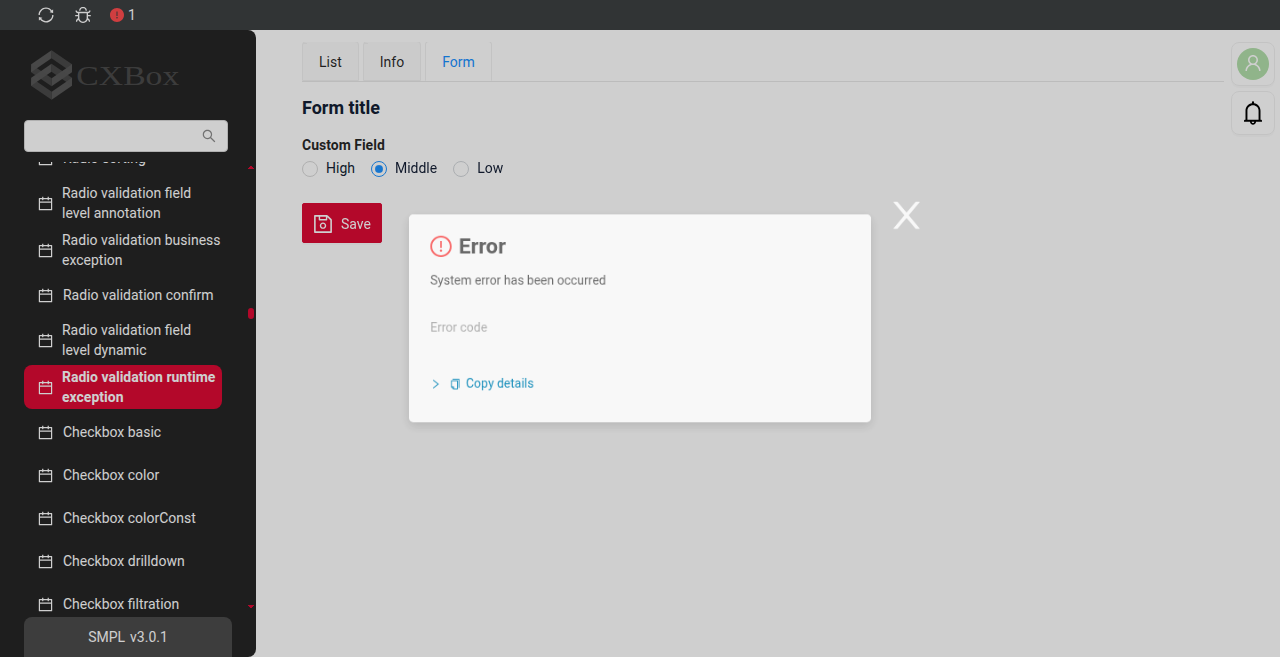 1
CXBox
Radio sorting
Radio validation field
level annotation
Radio validation business
exception
Radio validation confirm
Radio validation field
level dynamic
Radio validation runtime
exception
Checkbox basic
Checkbox color
Checkbox colorConst
Checkbox drilldown
Checkbox filtration
SMPL v3.0.1
List Info Form
Form title
Custom Field
High Middle Low
Save
Error
System error has been occurred
Error code
Copy details